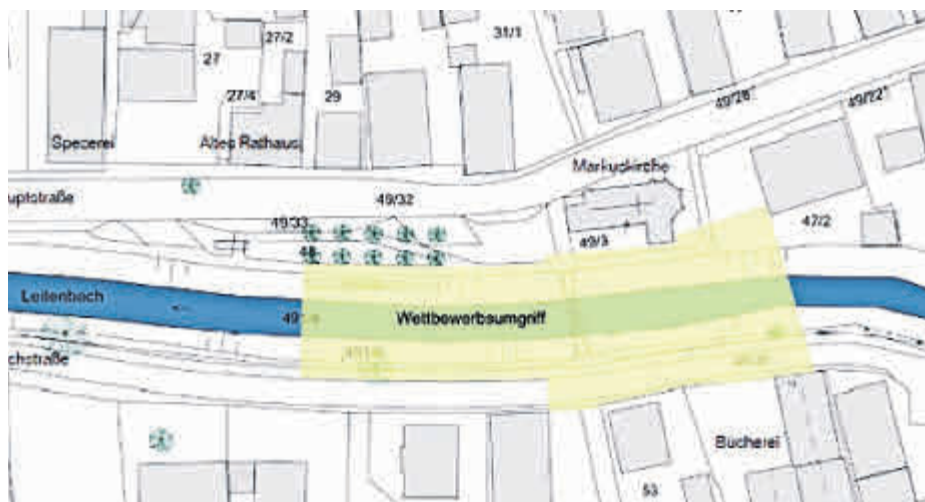 31/1
27/2
27
27/4
29
49/28
49/22
Spezerei
Altes Rathaus
Markuskirche
uptstraße
49/32
49/33
49/3
47/2
Leitenbach
Wettbewerbsumgriff
chstraße
Bücherei
53